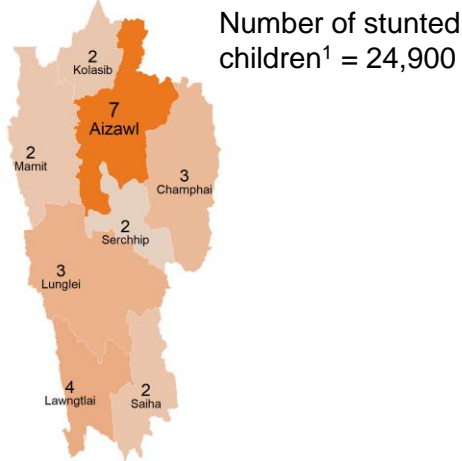 Number of stunted
children¹ = 24,900
2
Kolasib
7
Aizawl
2
Mamit
3
Champhai
2
Serchhip
3
Lunglei
4
Lawngtlai
2
Saiha